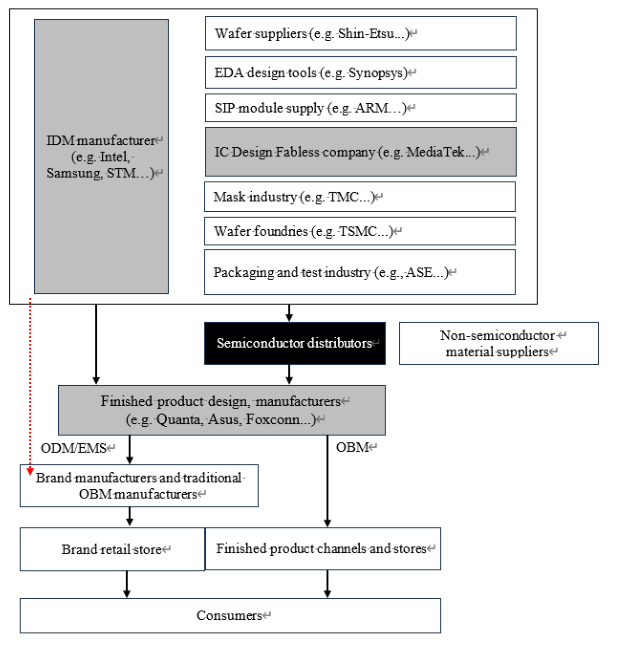 Wafer suppliers (e.g. Shin-Etsu...)
EDA design tools (e.g. Synopsys)
SIP module supply (e.g. ARM…)
IDM manufacturer
(e.g. Intel,
Samsung, STM…)
IC Design Fabless company (e.g. MediaTek...)
Mask industry (e.g. TMC...)
Wafer foundries (e.g. TSMC...)
Packaging and test industry (e.g., ASE...)
Semiconductor distributors
Non-semiconductor
material suppliers
Finished product design, manufacturers
(e.g. Quanta, Asus, Foxconn...)
ODM/EMS
OBM
Brand manufacturers and traditional
OBM manufacturers
Brand retail store
Finished product channels and stores
Consumers